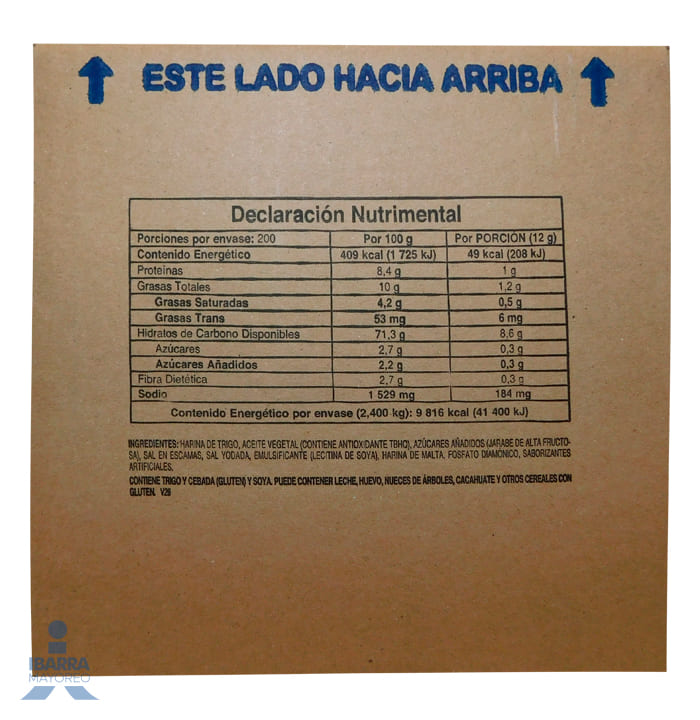 ESTE LADO HACIA ARRIBA
Declaración Nutrimental
Porciones por envase: 200 Por 100 g Por PORCIÓN (12 g)
Contenido Energético 409 kcal (1 725 kJ) 49 kcal (208 kJ)
Proteínas 8,4 g 1 g
Grasas Totales 10 g 1,2 g
Grasas Saturadas 4,2 g 0,5 g
Grasas Trans 53 mg 6 mg
Hidratos de Carbono Disponibles 71,3 g 8,6 g
Azúcares 2,7 g 0,3 g
Azúcares Añadidos 2,2 g 0,3 g
Fibra Dietética 2,7 g 0,3 g
Sodio 1 529 mg 184 mg
Contenido Energético por envase (2,400 kg): 9 816 kcal (41 400 kJ)
INGREDIENTES: HARINA DE TRIGO, ACEITE VEGETAL (CONTIENE ANTIOXIDANTE TBHQ), AZÚCARES AÑADIDOS (JARABE DE ALTA FRUCTO-
SA), SAL EN ESCAMAS, SAL YODADA, EMULSIFICANTE (LECITINA DE SOYA), HARINA DE MALTA, FOSFATO DIAMÓNICO, SABORIZANTES
ARTIFICIALES.
CONTIENE TRIGO Y CEBADA (GLUTEN) Y SOYA. PUEDE CONTENER LECHE, HUEVO, NUECES DE ÁRBOLES, CACAHUATE Y OTROS CEREALES CON
GLUTEN. V26
IBARRA
MAYOREO